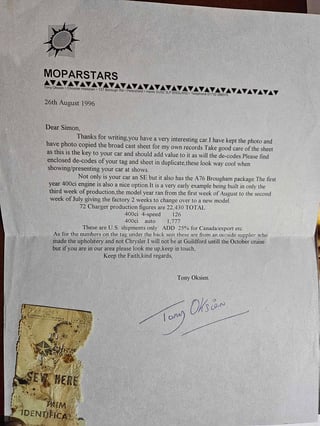 MOPARSTARS
26th August 1996
Dear Simon,
Thanks for writing,you have a very interesting car.I have kept the photo and
have photo copied the broad cast sheet for my own records.Take good care of the sheet
as this is the key to your car and should add value to it as will the de-codes.Please find
enclosed de-codes of your tag and sheet in duplicate,these look way cool when
showing/presenting your car at shows.
Not only is your car an SE but it also has the A76 Brougham package.The first
year 400ci engine is also a nice option.It is a very early example being built in only the
third week of production,the model year ran from the first week of August to the second
week of July giving the factory 2 weeks to change over to a new model.
72 Charger production figures are 22,430 TOTAL
400ci 4-speed 126
400ci auto 1,777
These are U.S. shipments only ADD 25% for Canada/export etc.
As for the numbers on the tag under the back seat these are from an outside supplier who
made the upholstery and not Chrysler.I will not be at Guildford until the October cruise
but if you are in our area please look me up,keep in touch,
Keep the Faith,kind regards,
Tony Oksien.
Tony Oksien
SEW HERE
TRIM
IDENTIFICA